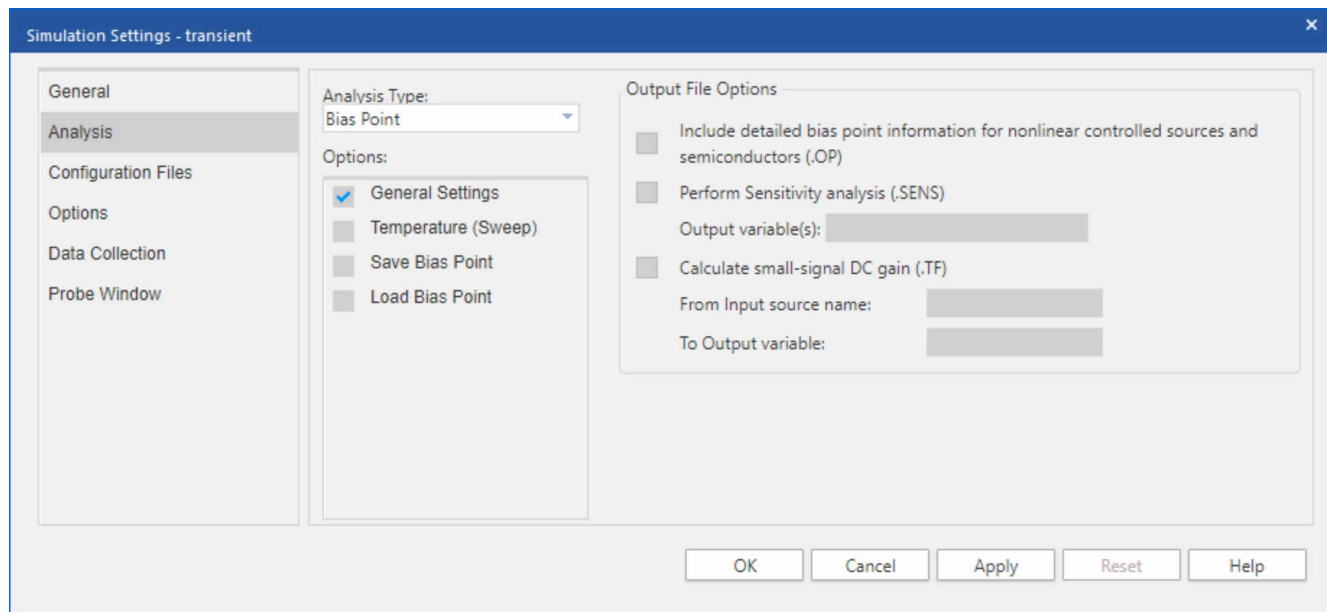 Simulation Settings - transient
×
General
Analysis
Configuration Files
Options
Data Collection
Probe Window
Analysis Type:
Bias Point
Options:
General Settings
Temperature (Sweep)
Save Bias Point
Load Bias Point
Output File Options
Include detailed bias point information for nonlinear controlled sources and
semiconductors (.OP)
Perform Sensitivity analysis (.SENS)
Output variable(s):
Calculate small-signal DC gain (.TF)
From Input source name:
To Output variable:
OK
Cancel
Apply
Reset
Help